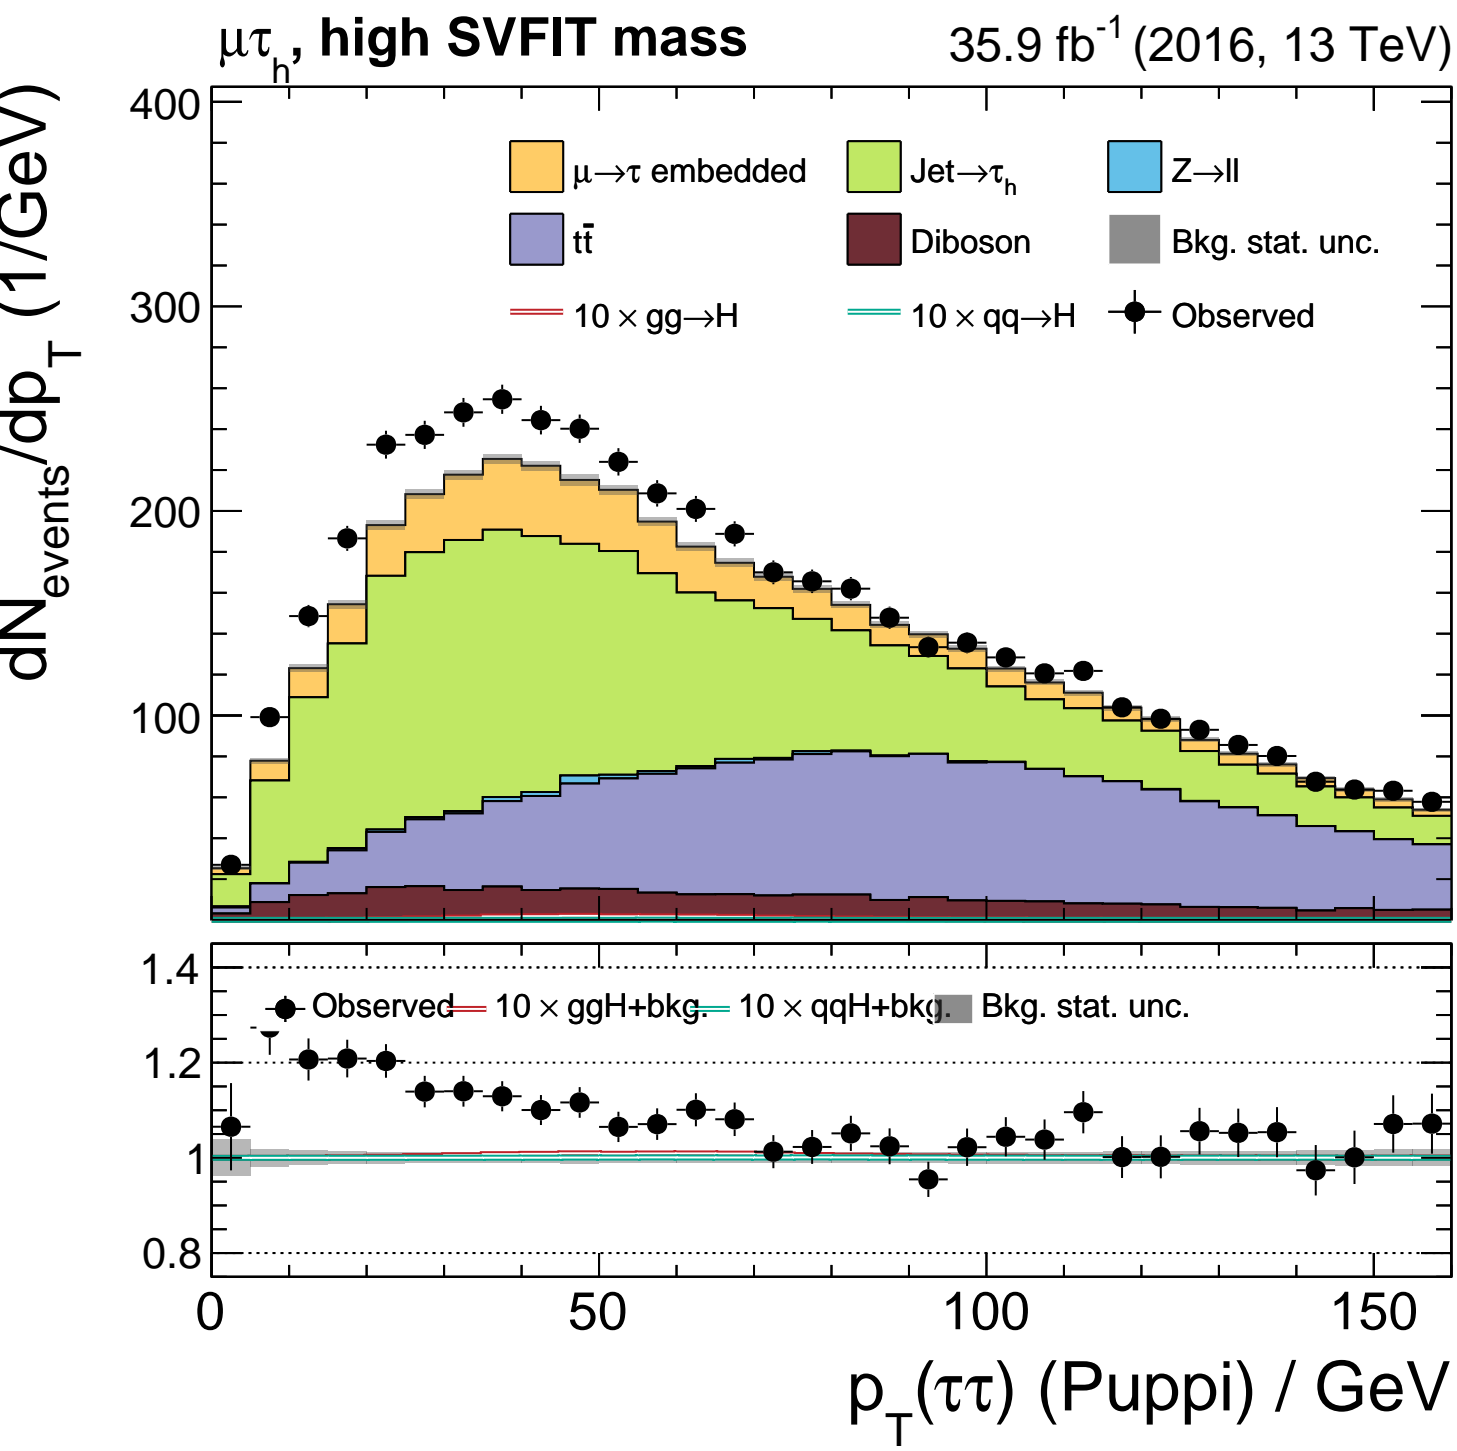 μτh, high SVFIT mass 35.9 fb-1 (2016, 13 TeV)
dNevents/dpT (1/GeV)
400
300
200
100
μ→τ embedded Jet→τh Z→ll
tt̄ Diboson Bkg. stat. unc.
10 × gg→H 10 × qq→H Observed
1.4
1.2
1
0.8
Observed 10 × ggH+bkg. 10 × qqH+bkg. Bkg. stat. unc.
0 50 100 150
pT(ττ) (Puppi) / GeV